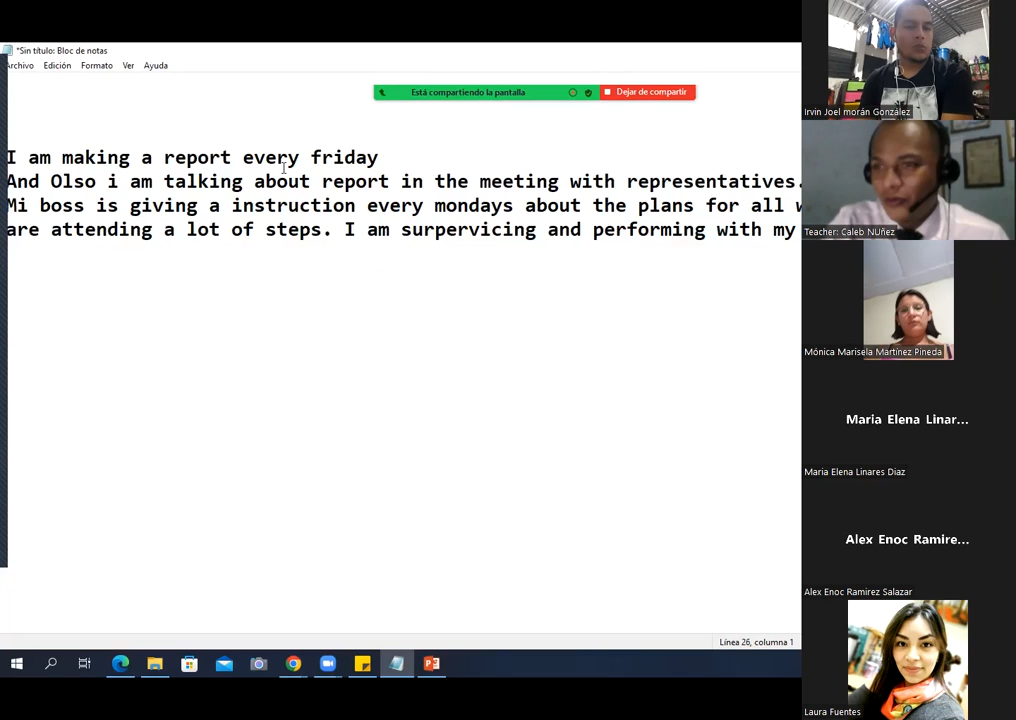 *Sin título: Bloc de notas
Archivo Edición Formato Ver Ayuda
Está compartiendo la pantalla Dejar de compartir
I am making a report every friday
And Olso i am talking about report in the meeting with representatives.
Mi boss is giving a instruction every mondays about the plans for all w
are attending a lot of steps. I am surpervicing and performing with my
Línea 26, columna 1
Irvin Joel morán González
Teacher: Caleb NUñez
Mónica Marisela Martínez Pineda
Maria Elena Linar...
Maria Elena Linares Diaz
Alex Enoc Ramire...
Alex Enoc Ramirez Salazar
Laura Fuentes